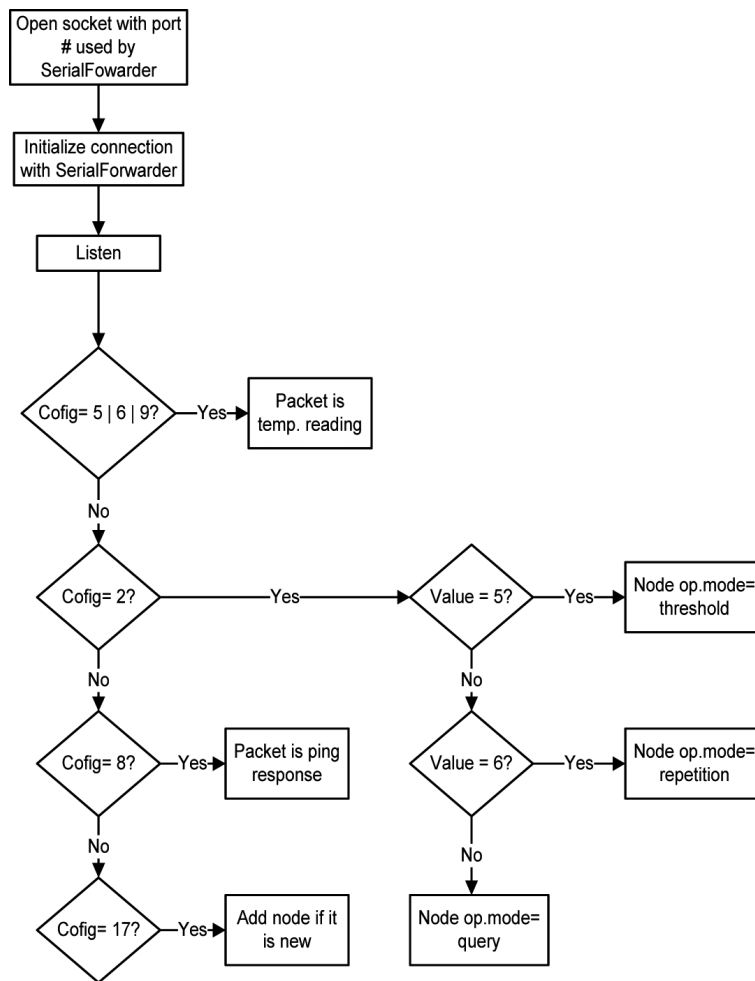 Open socket with port
# used by
SerialFowarder
Initialize connection
with SerialForwarder
Listen
Cofig= 5 | 6 | 9?
Yes
Packet is
temp. reading
No
Cofig= 2?
Yes
Value = 5?
Yes
Node op.mode=
threshold
No
No
Cofig= 8?
Yes
Packet is ping
response
Value = 6?
Yes
Node op.mode=
repetition
No
No
Cofig= 17?
Yes
Add node if it
is new
Node op.mode=
query